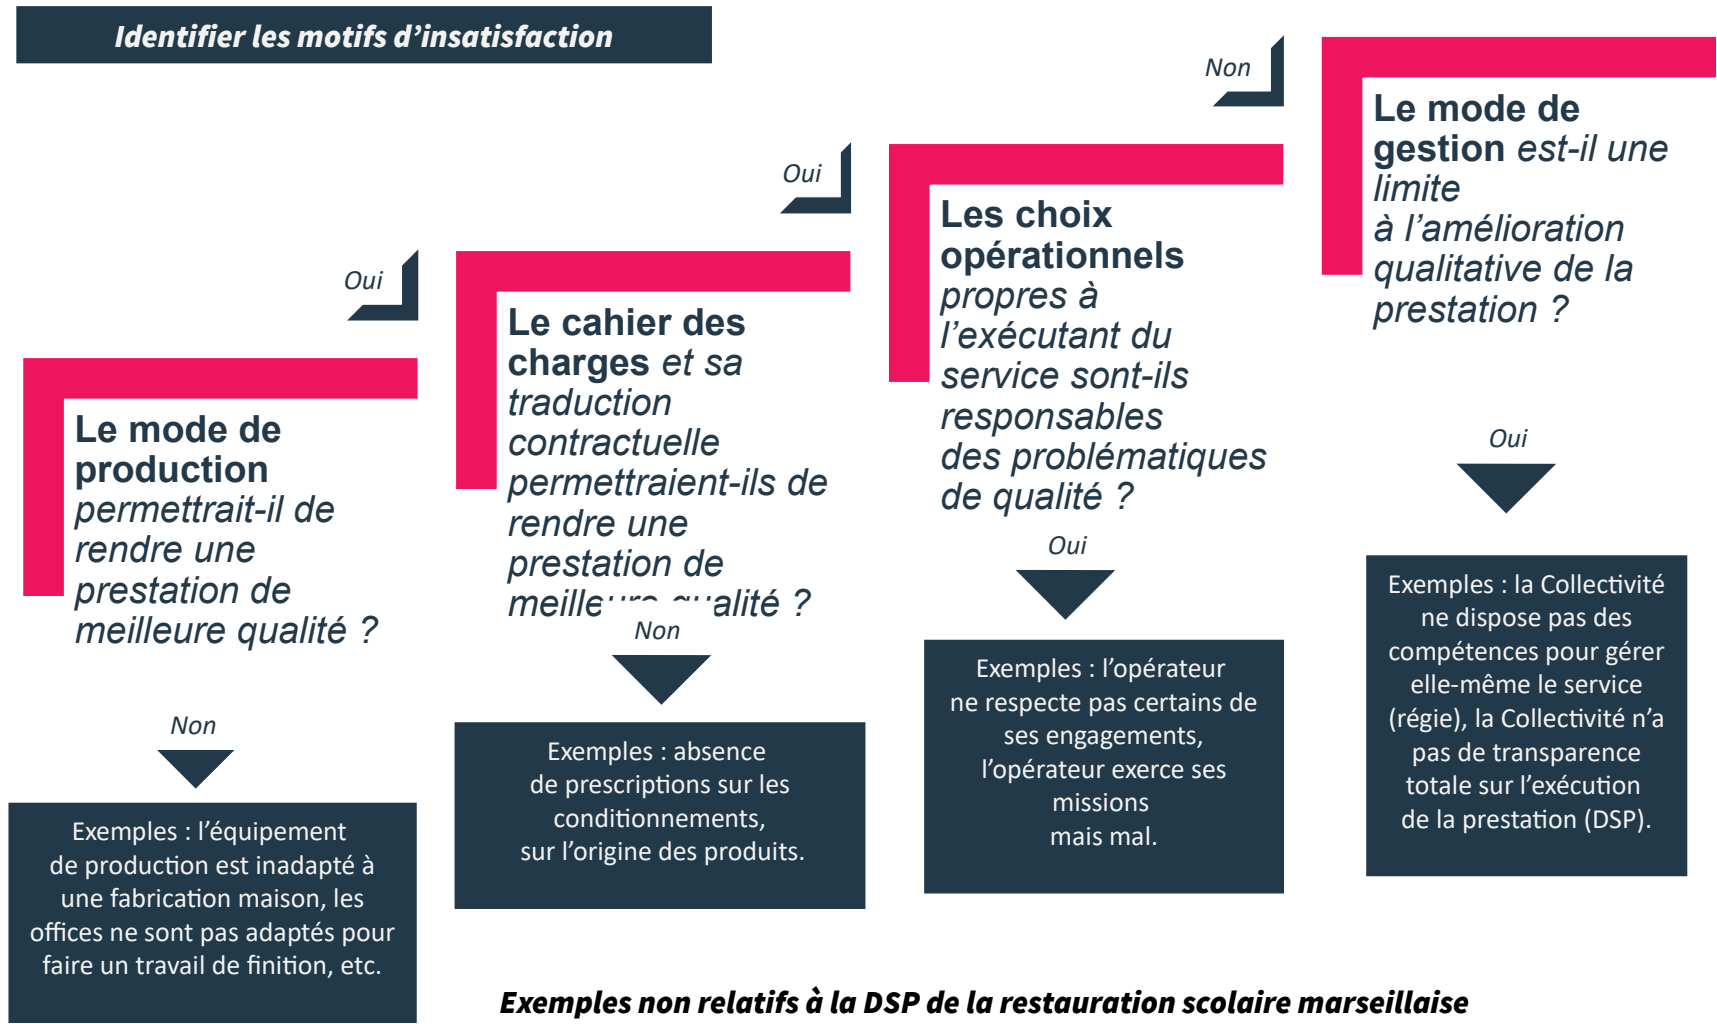 Identifier les motifs d’insatisfaction
Le mode de
production
permettrait-il de
rendre une
prestation de
meilleure qualité ?
Non
Exemples : l’équipement
de production est inadapté à
une fabrication maison, les
offices ne sont pas adaptés pour
faire un travail de finition, etc.
Oui
Le cahier des
charges et sa
traduction
contractuelle
permettraient-ils de
rendre une
prestation de
meilleure qualité ?
Non
Exemples : absence
de prescriptions sur les
conditionnements,
sur l’origine des produits.
Oui
Les choix
opérationnels
propres à
l’exécutant du
service sont-ils
responsables
des problématiques
de qualité ?
Oui
Exemples : l’opérateur
ne respecte pas certains de
ses engagements,
l’opérateur exerce ses
missions
mais mal.
Non
Le mode de
gestion est-il une
limite
à l’amélioration
qualitative de la
prestation ?
Oui
Exemples : la Collectivité
ne dispose pas des
compétences pour gérer
elle-même le service
(régie), la Collectivité n’a
pas de transparence
totale sur l’exécution
de la prestation (DSP).
Exemples non relatifs à la DSP de la restauration scolaire marseillaise